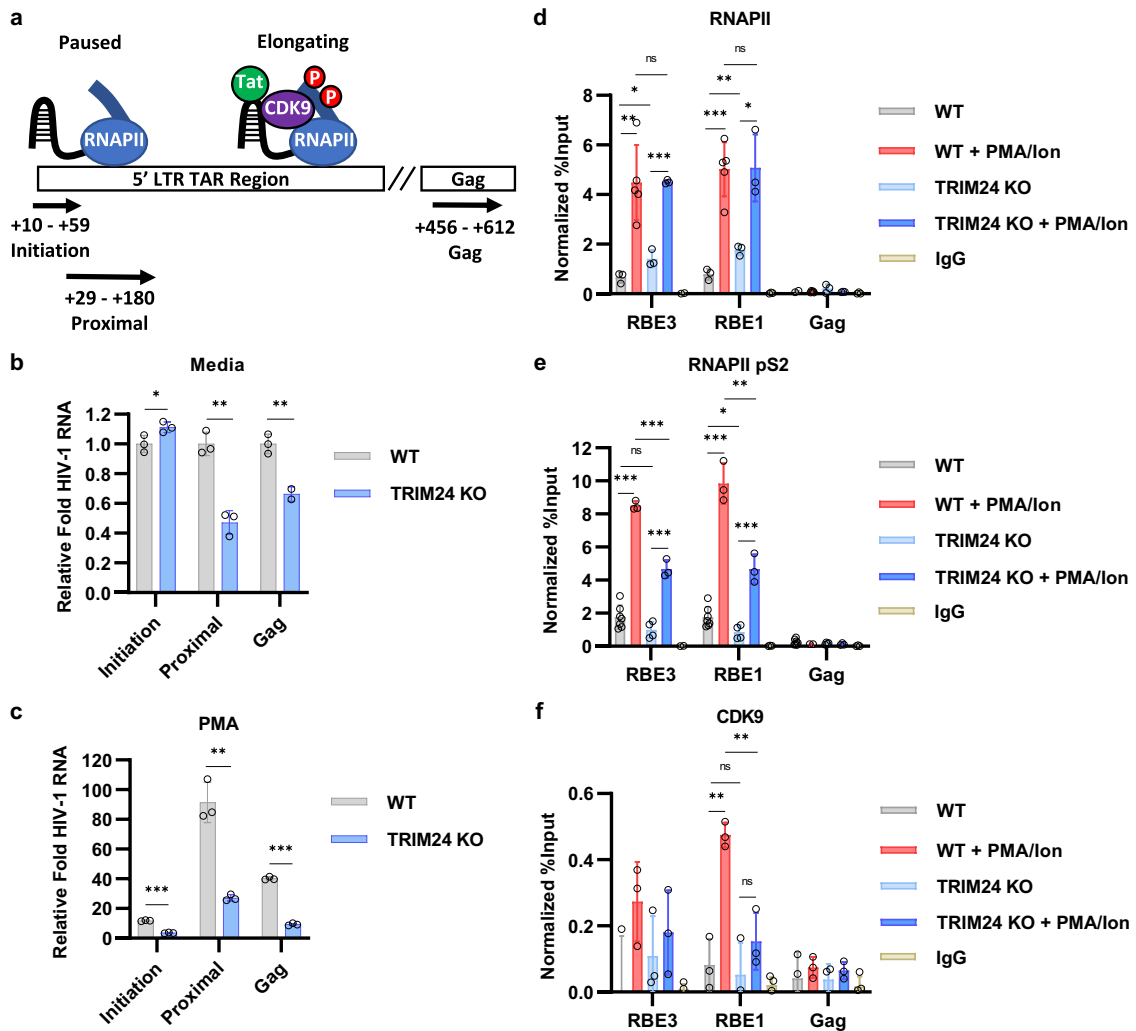 a
Paused
Elongating
Tat
P
P
CDK9
RNAPII
RNAPII
5' LTR TAR Region
//
Gag
+10 - +59
Initiation
+456 - +612
Gag
+29 - +180
Proximal
b
Media
Relative Fold HIV-1 RNA
1.2
1.0
0.8
0.6
0.4
0.2
0.0
*
**
**
Initiation
Proximal
Gag
WT
TRIM24 KO
c
PMA
Relative Fold HIV-1 RNA
120
100
80
60
40
20
0
***
**
***
Initiation
Proximal
Gag
WT
TRIM24 KO
d
RNAPII
Normalized %Input
8
6
4
2
0
ns
ns
*
**
**
***
***
*
RBE3
RBE1
Gag
WT
WT + PMA/Ion
TRIM24 KO
TRIM24 KO + PMA/Ion
IgG
e
RNAPII pS2
Normalized %Input
12
10
8
6
4
2
0
**
***
*
ns
***
***
***
***
RBE3
RBE1
Gag
WT
WT + PMA/Ion
TRIM24 KO
TRIM24 KO + PMA/Ion
IgG
f
CDK9
Normalized %Input
0.6
0.4
0.2
0.0
**
ns
**
ns
RBE3
RBE1
Gag
WT
WT + PMA/Ion
TRIM24 KO
TRIM24 KO + PMA/Ion
IgG